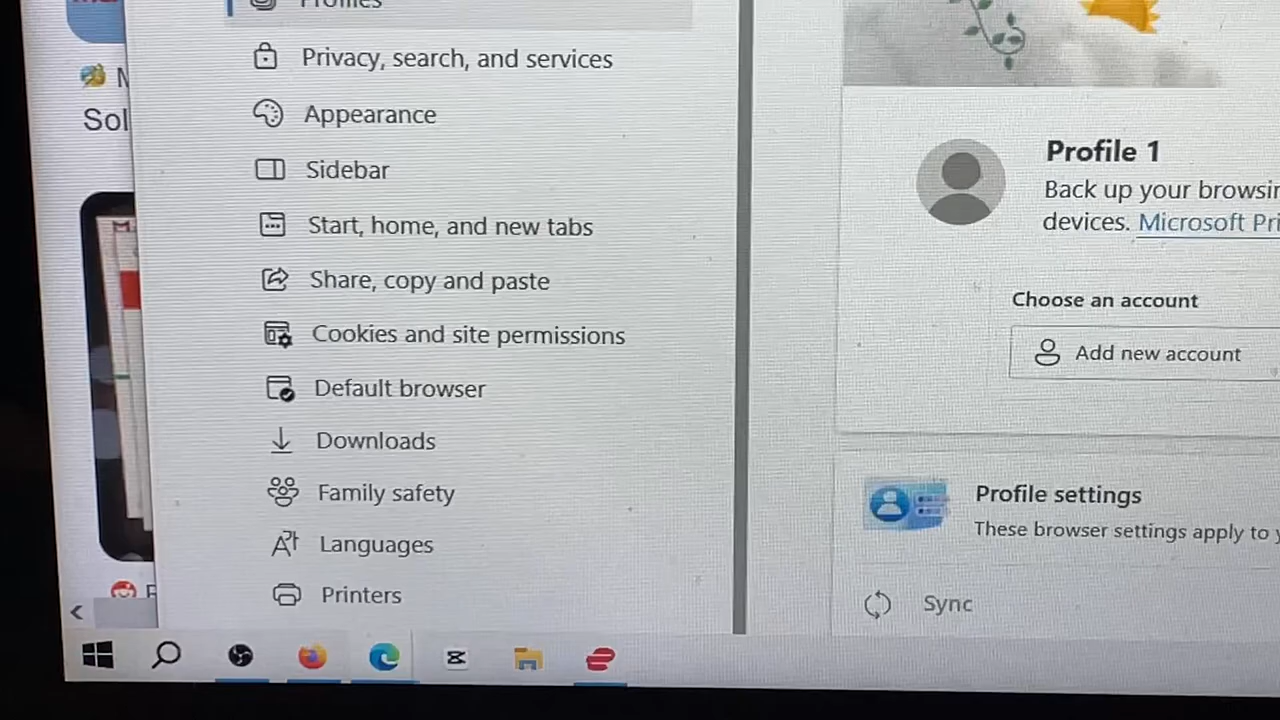 Profiles
Privacy, search, and services
Appearance
Sol
Sidebar
Start, home, and new tabs
Share, copy and paste
Cookies and site permissions
Default browser
Downloads
Family safety
Languages
Printers
Profile 1
Back up your
devices. Microsoft
Choose an account
Add new account
Profile settings
These browser settings apply to
Sync